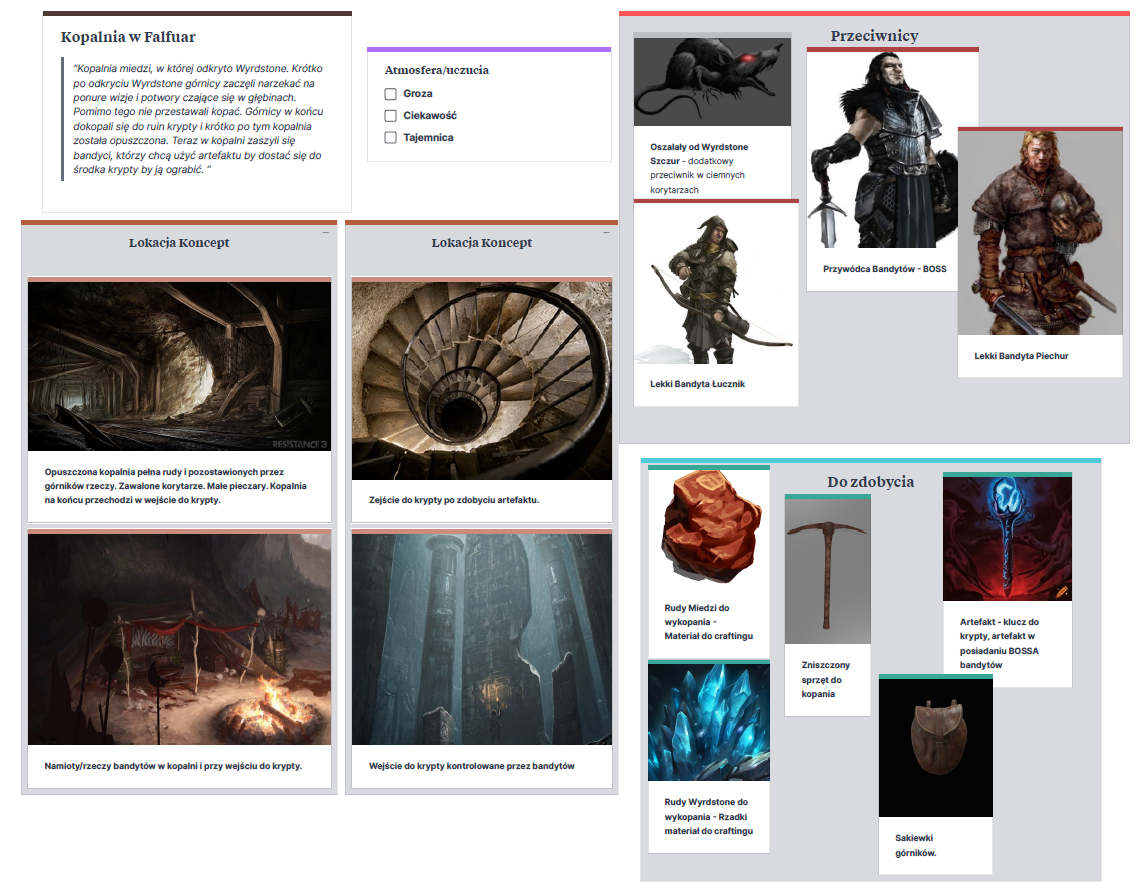 Kopalnia w Falfuar
“Kopalnia miedzi, w której odkryto Wyrdstone. Krótko
po odkryciu Wyrdstone górnicy zaczęli narzekać na
ponure wizje i potwory czające się w głębinach.
Pomimo tego nie przestawali kopać. Górnicy w końcu
dokopali się do ruin krypty i krótko po tym kopalnia
została opuszczona. Teraz w kopalni zaszyli się
bandyci, którzy chcą użyć artefaktu by dostać się do
środka krypty by ją ograbić. ”
Atmosfera/uczucia
Groza
Ciekawość
Tajemnica
Lokacja Koncept
RESISTANCE 3
Opuszczona kopalnia pełna rudy i pozostawionych przez
górników rzeczy. Zawalone korytarze. Małe pieczary. Kopalnia
na końcu przechodzi w wejście do krypty.
Namioty/rzeczy bandytów w kopalni i przy wejściu do krypty.
Lokacja Koncept
Zejście do krypty po zdobyciu artefaktu.
Wejście do krypty kontrolowane przez bandytów
Przeciwnicy
Oszalały od Wyrdstone
Szczur - dodatkowy
przeciwnik w ciemnych
korytarzach
Przywódca Bandytów - BOSS
Lekki Bandyta Piechur
Lekki Bandyta Łucznik
Do zdobycia
Rudy Miedzi do
wykopania -
Materiał do craftingu
Zniszczony
sprzęt do
kopania
Artefakt - klucz do
krypty, artefakt w
posiadaniu BOSSA
bandytów
Rudy Wyrdstone do
wykopania - Rzadki
materiał do craftingu
Sakiewki
górników.